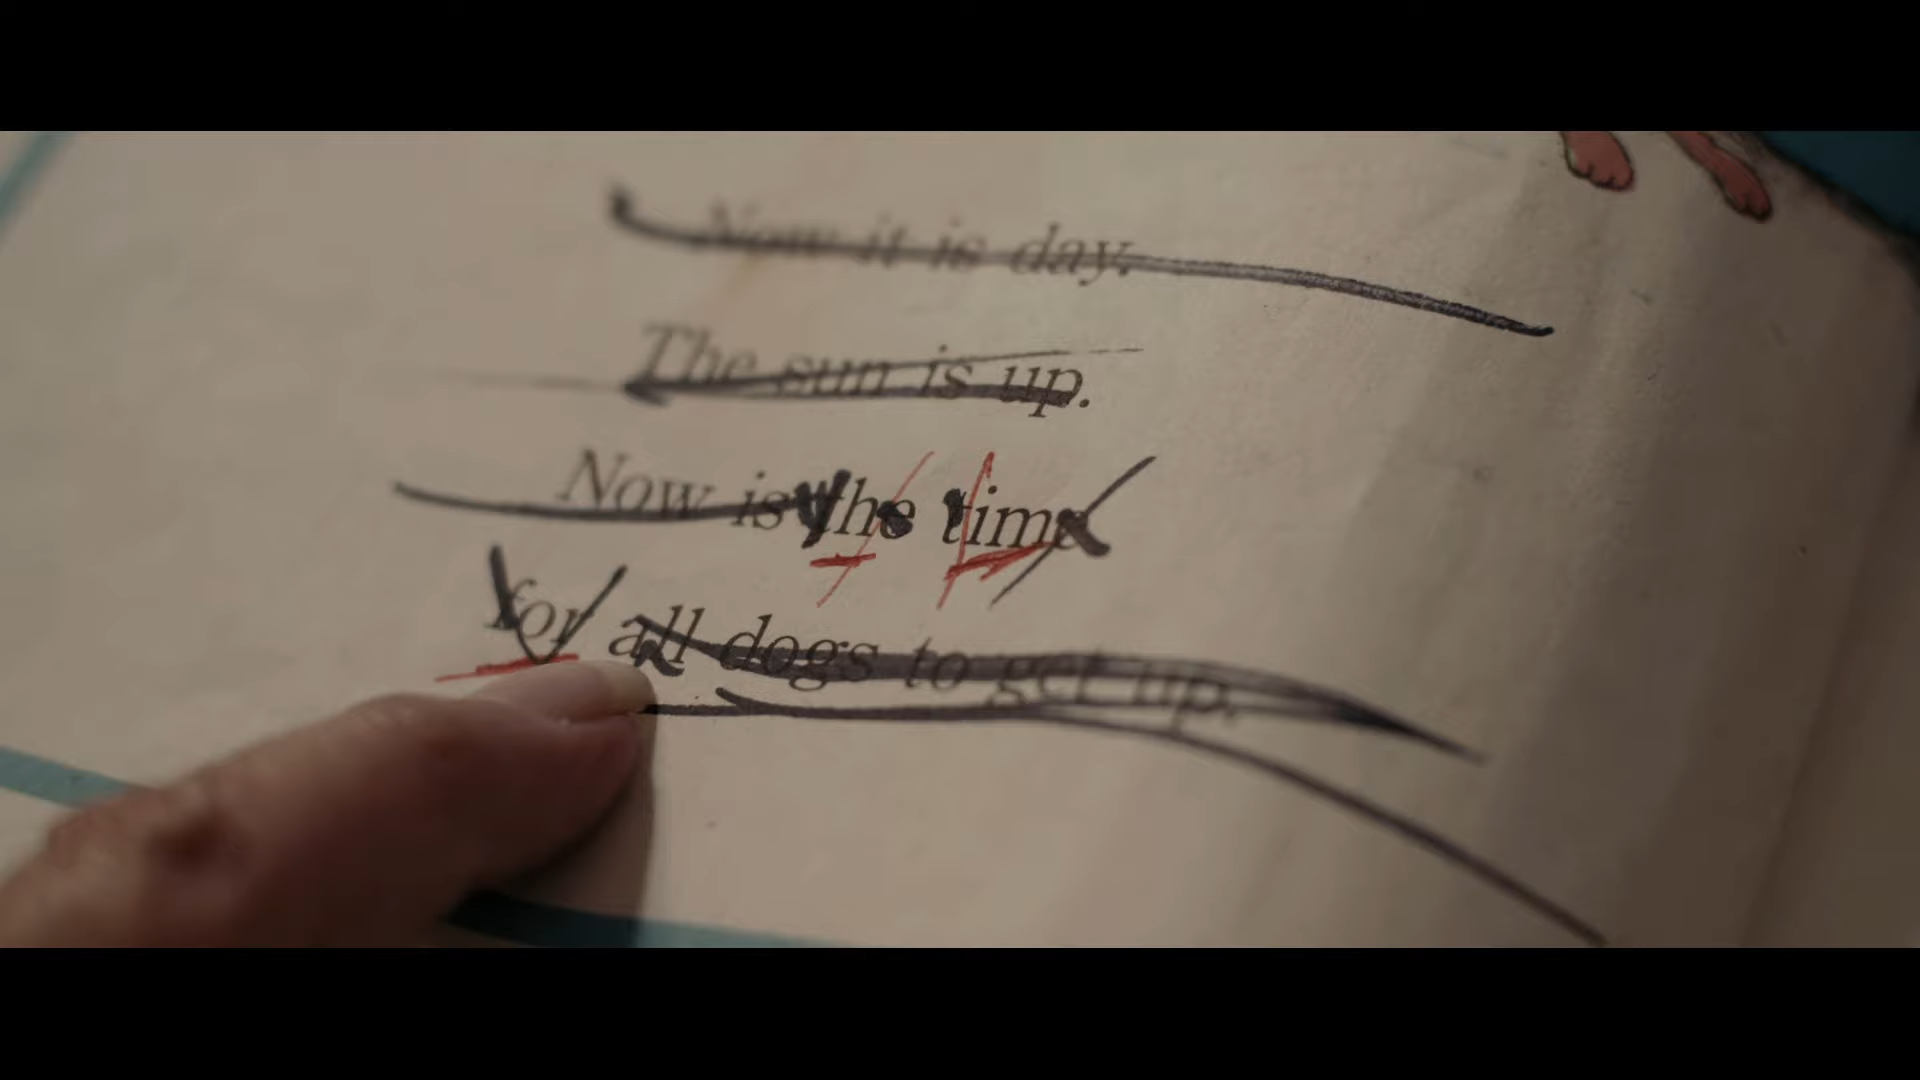 Now it is day.
The sun is up.
Now is the time
for all dogs to get up.